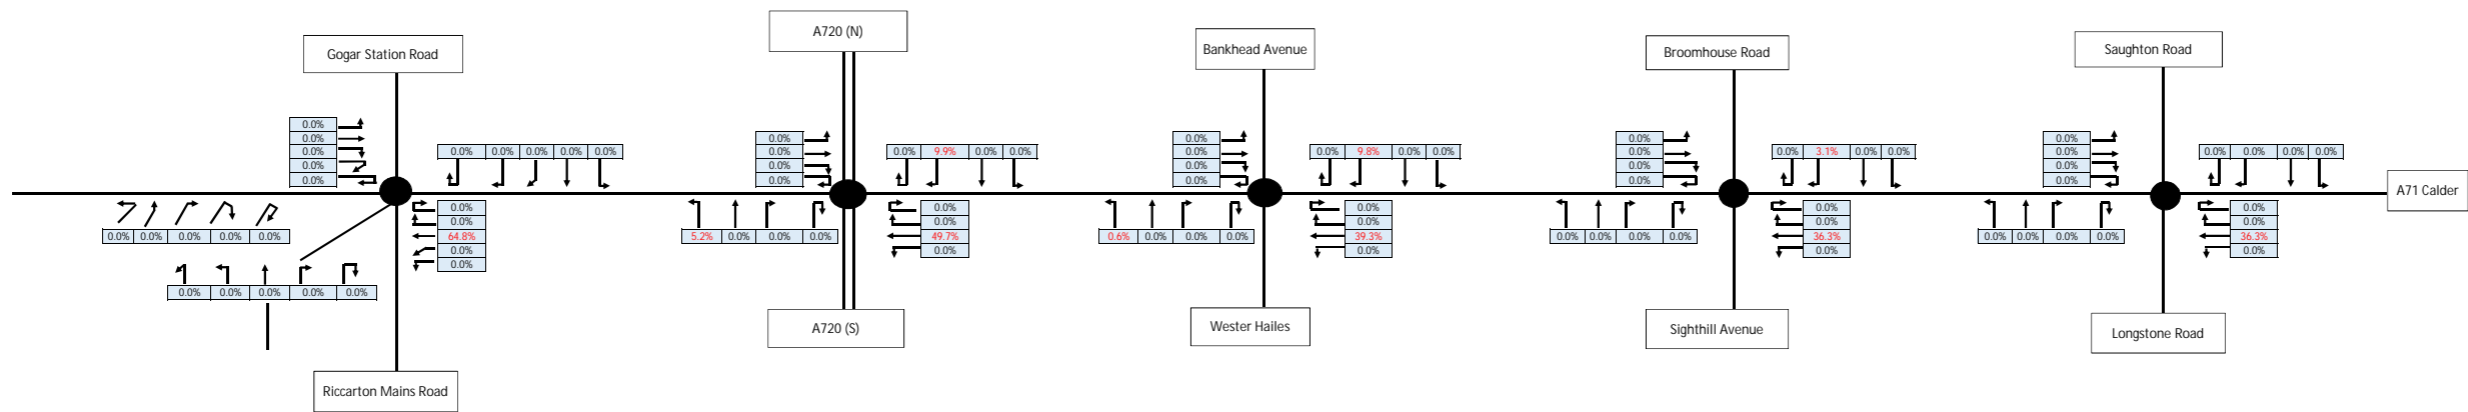 A720 (N)
Gogar Station Road
Bankhead Avenue
Broomhouse Road
Saughton Road
0.0%
0.0%
0.0%
0.0%
0.0%
0.0% 0.0% 0.0% 0.0% 0.0%
0.0%
0.0%
0.0%
0.0%
0.0% 9.9% 0.0% 0.0%
0.0%
0.0%
0.0%
0.0%
0.0% 9.8% 0.0% 0.0%
0.0%
0.0%
0.0%
0.0%
0.0% 3.1% 0.0% 0.0%
0.0%
0.0%
0.0%
0.0%
0.0% 0.0% 0.0% 0.0%
A71 Calder
0.0% 0.0% 0.0% 0.0% 0.0%
0.0%
0.0%
64.8%
0.0%
0.0%
5.2% 0.0% 0.0% 0.0%
0.0%
0.0%
49.7%
0.0%
0.6% 0.0% 0.0% 0.0%
0.0%
0.0%
39.3%
0.0%
0.0% 0.0% 0.0% 0.0%
0.0%
0.0%
36.3%
0.0%
0.0% 0.0% 0.0% 0.0%
0.0%
0.0%
36.3%
0.0%
0.0% 0.0% 0.0% 0.0% 0.0%
A720 (S)
Wester Hailes
Sighthill Avenue
Longstone Road
Riccarton Mains Road